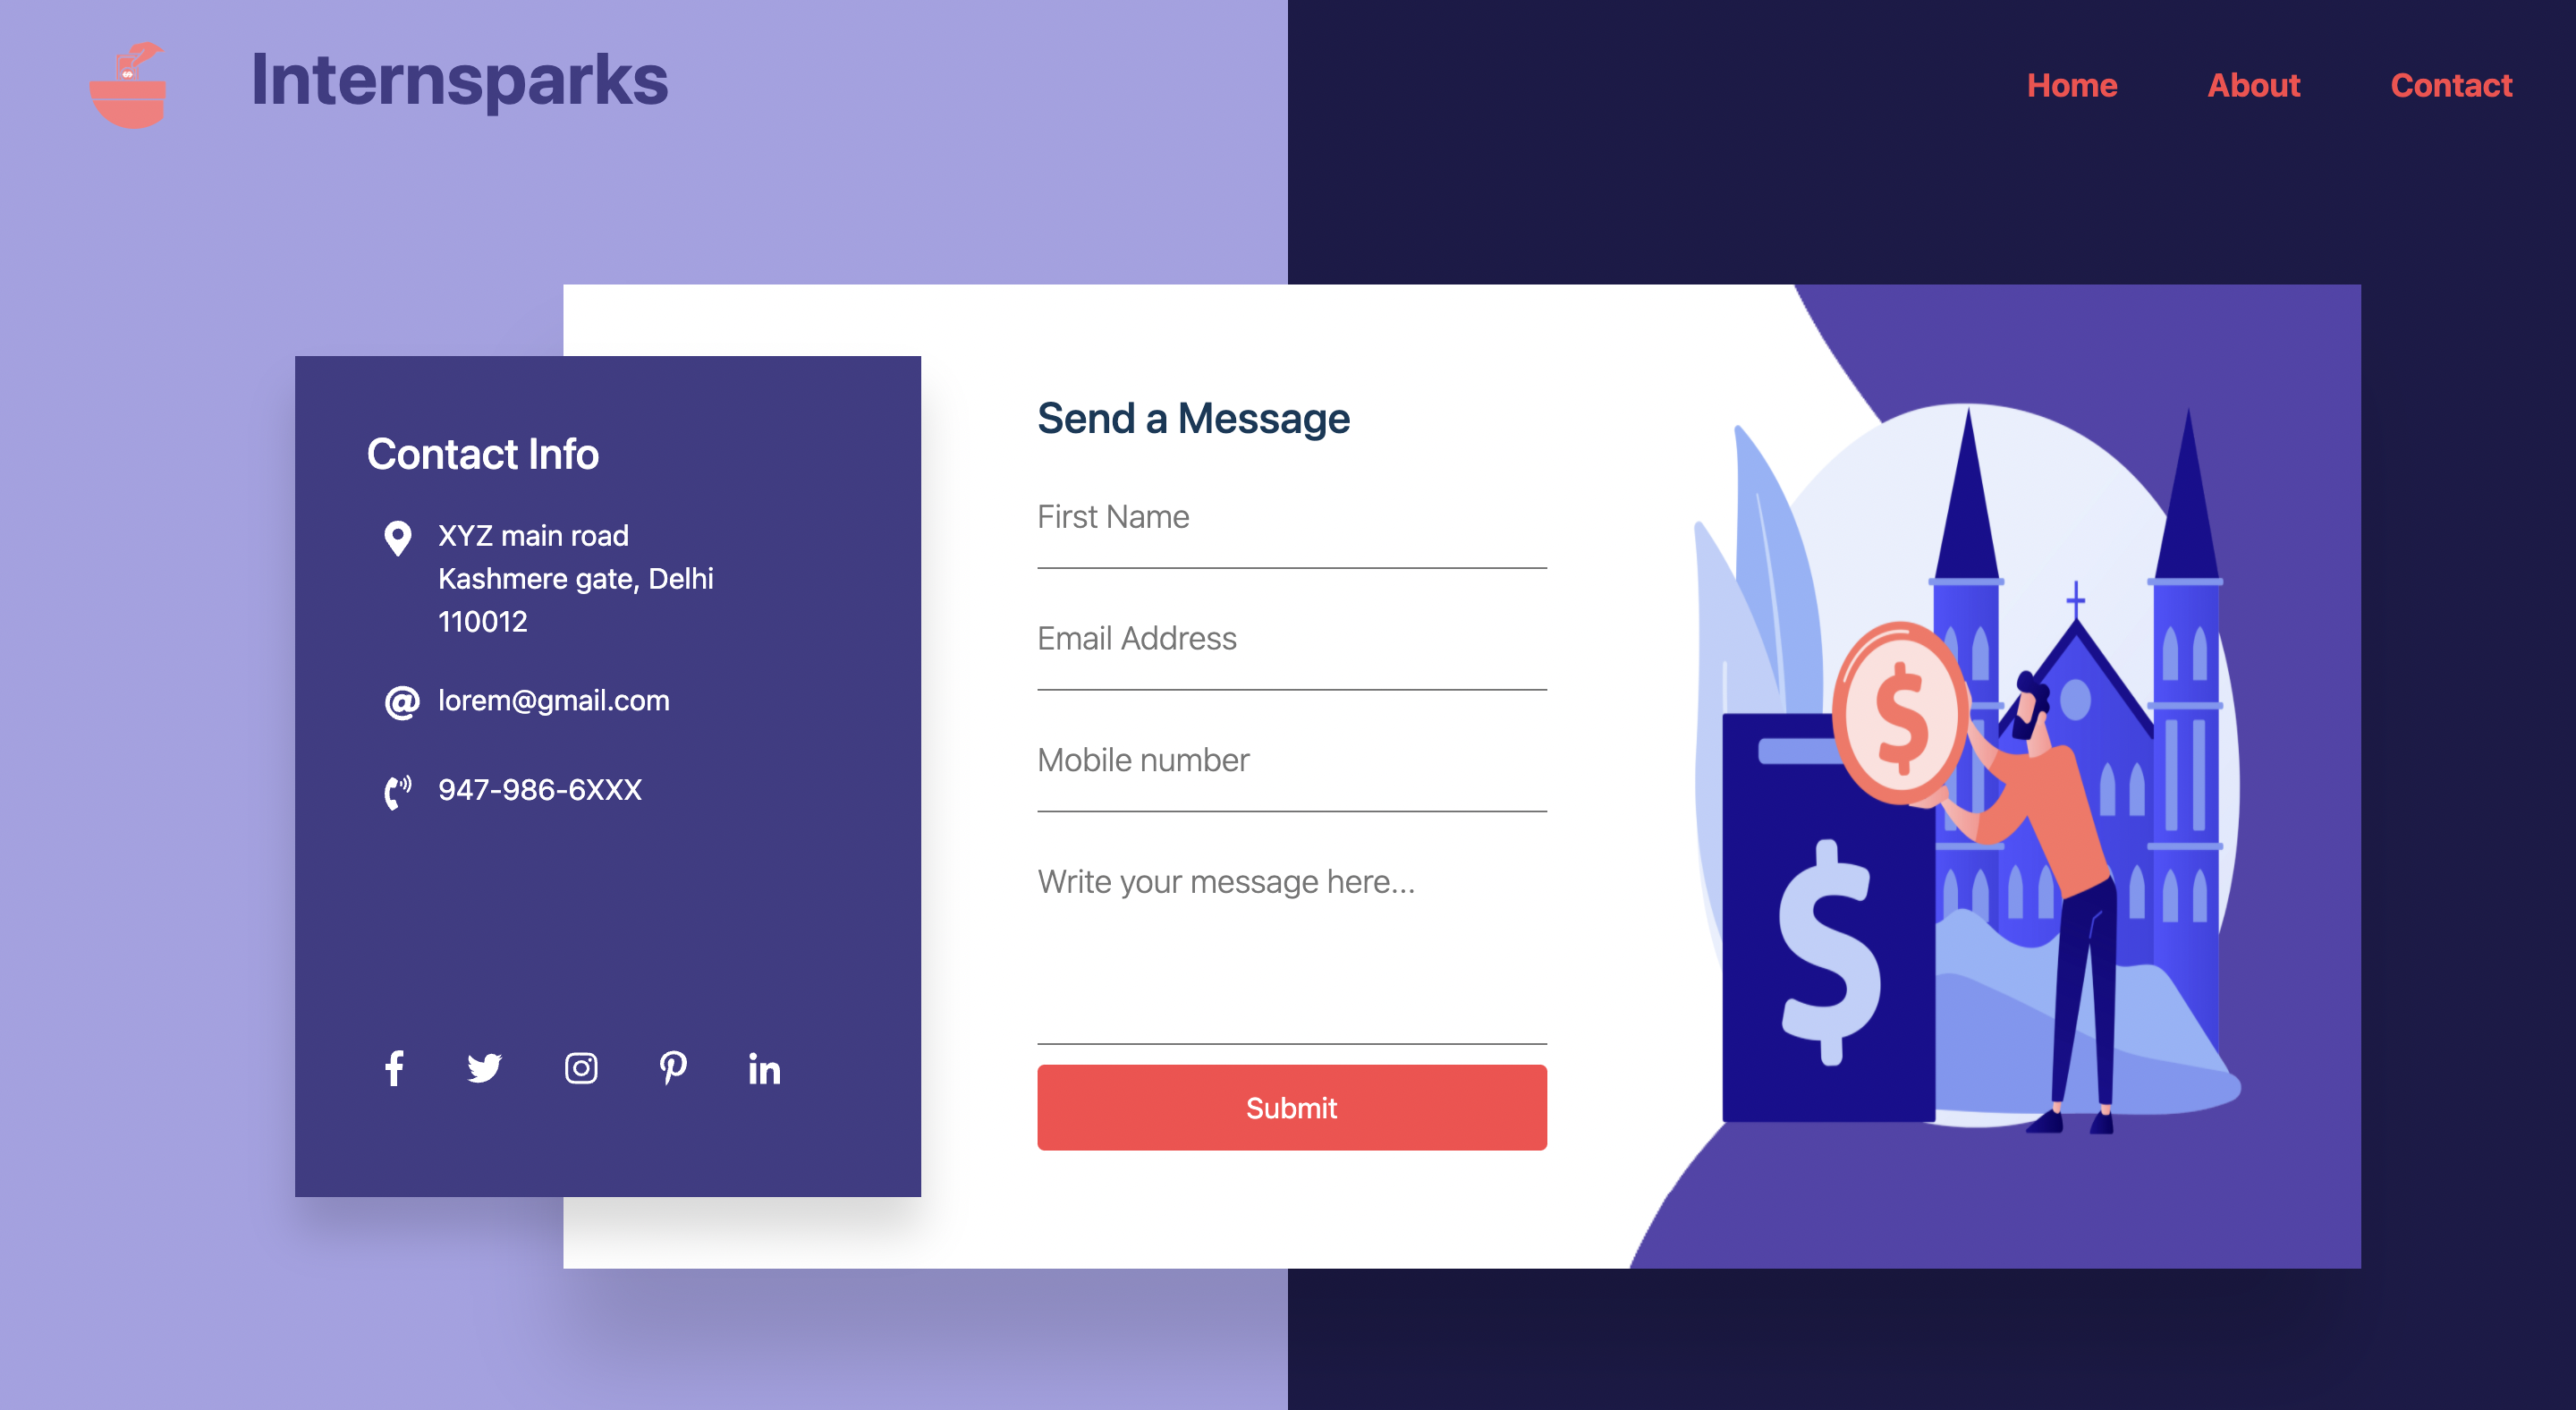 Internsparks
Home
About
Contact
Contact Info
XYZ main road
Kashmere gate, Delhi
110012
lorem@gmail.com
947-986-6XXX
Send a Message
First Name
Email Address
Mobile number
Write your message here...
Submit
$
$